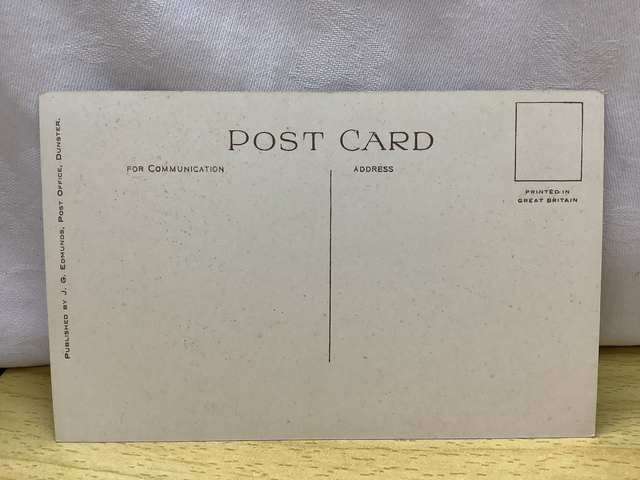 POST CARD
FOR COMMUNICATION
ADDRESS
PRINTED IN
GREAT BRITAIN
PUBLISHED BY J. G. EDMUNDS, POST OFFICE, DUNSTER.